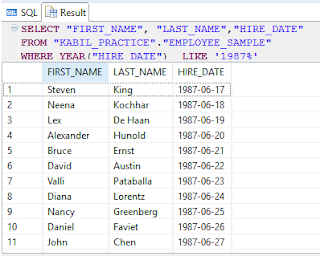 SQL Result
SELECT "FIRST_NAME", "LAST_NAME","HIRE_DATE"
FROM "KABIL_PRACTICE"."EMPLOYEE_SAMPLE"
WHERE YEAR("HIRE_DATE") LIKE '1987%'
FIRST_NAME LAST_NAME HIRE_DATE
1 Steven King 1987-06-17
2 Neena Kochhar 1987-06-18
3 Lex De Haan 1987-06-19
4 Alexander Hunold 1987-06-20
5 Bruce Ernst 1987-06-21
6 David Austin 1987-06-22
7 Valli Pataballa 1987-06-23
8 Diana Lorentz 1987-06-24
9 Nancy Greenberg 1987-06-25
10 Daniel Faviet 1987-06-26
11 John Chen 1987-06-27